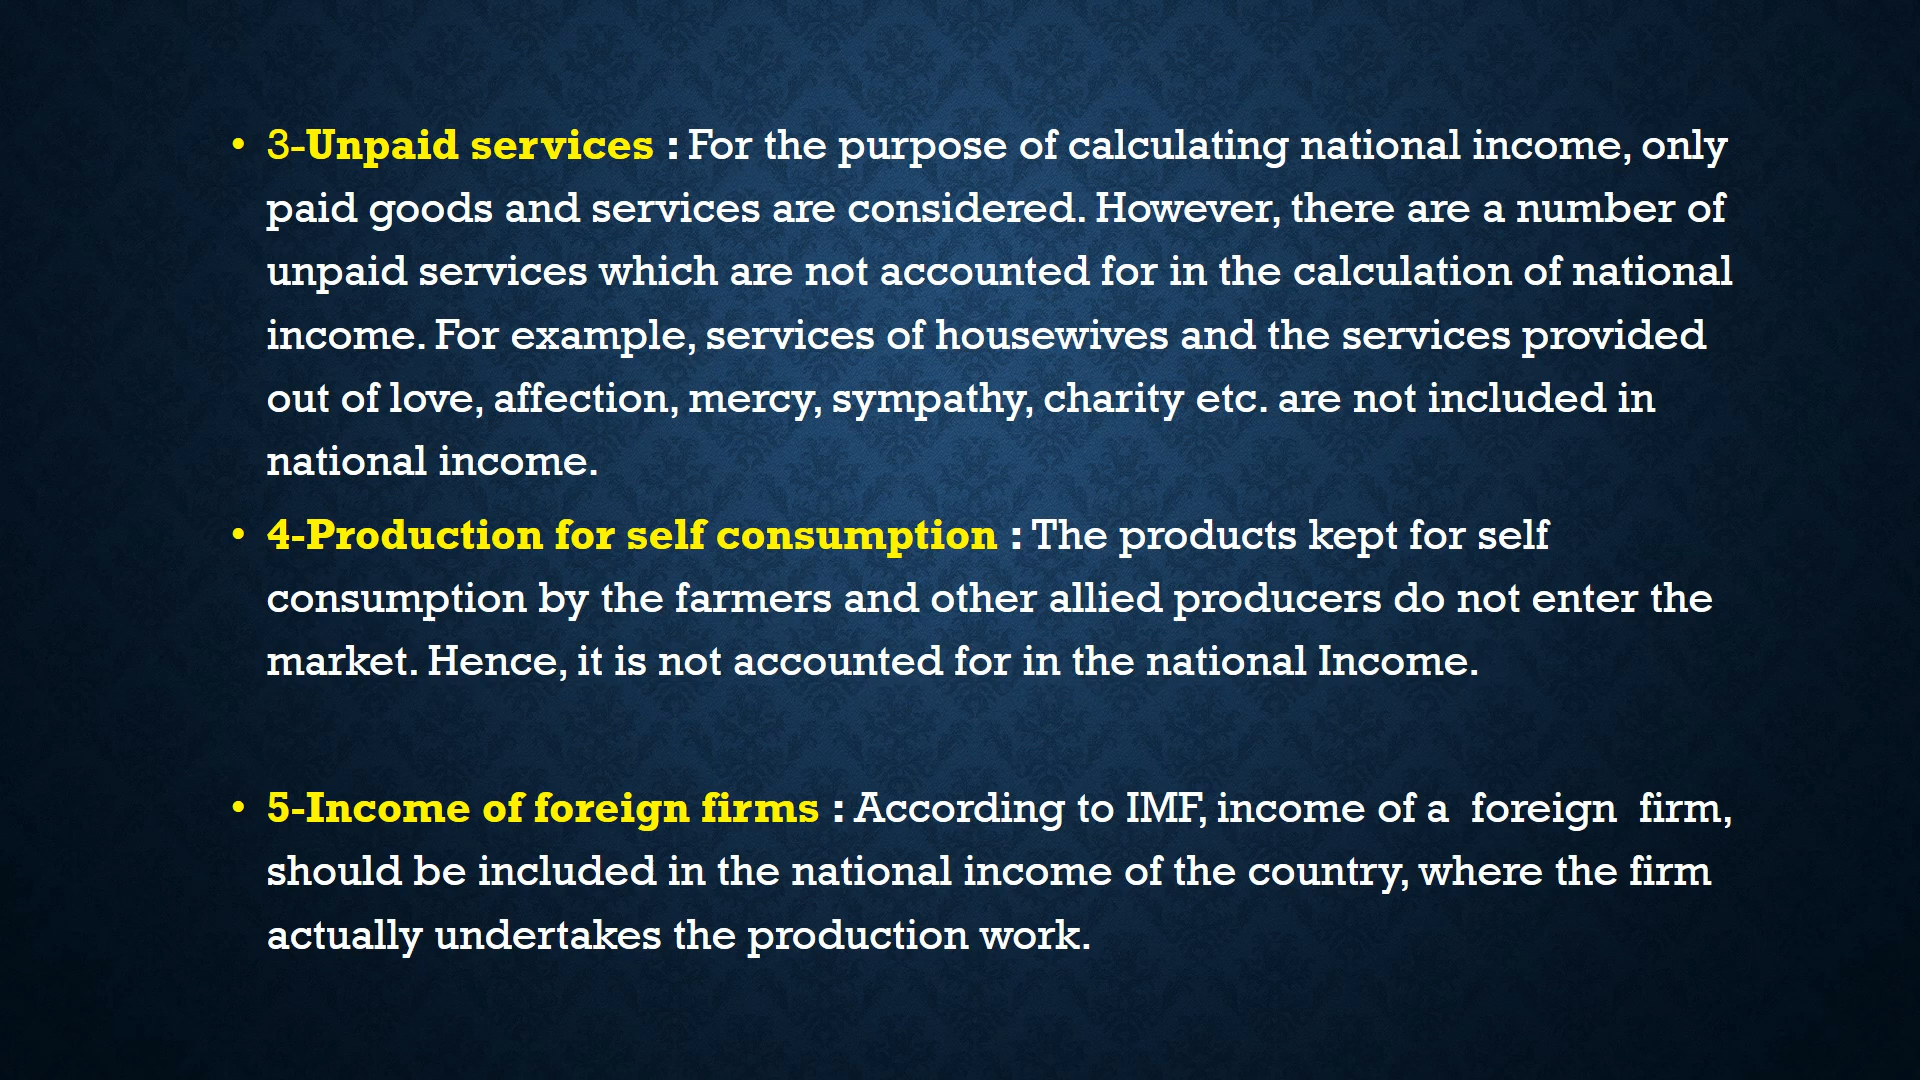 • 3-Unpaid services : For the purpose of calculating national income, only
paid goods and services are considered. However, there are a number of
unpaid services which are not accounted for in the calculation of national
income. For example, services of housewives and the services provided
out of love, affection, mercy, sympathy, charity etc. are not included in
national income.
• 4-Production for self consumption : The products kept for self
consumption by the farmers and other allied producers do not enter the
market. Hence, it is not accounted for in the national Income.
• 5-Income of foreign firms : According to IMF, income of a  foreign  firm,
should be included in the national income of the country, where the firm
actually undertakes the production work.